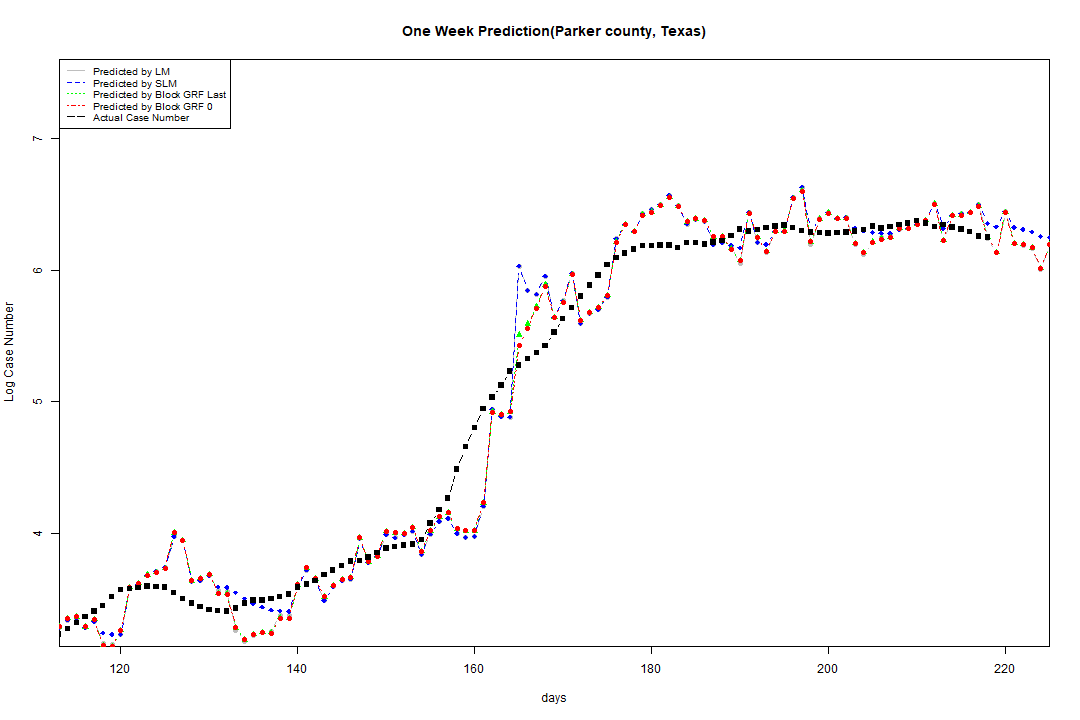 One Week Prediction(Parker county, Texas)
Predicted by LM
Predicted by SLM
Predicted by Block GRF Last
Predicted by Block GRF 0
Actual Case Number
7
6
5
4
Log Case Number
120 140 160 180 200 220
days